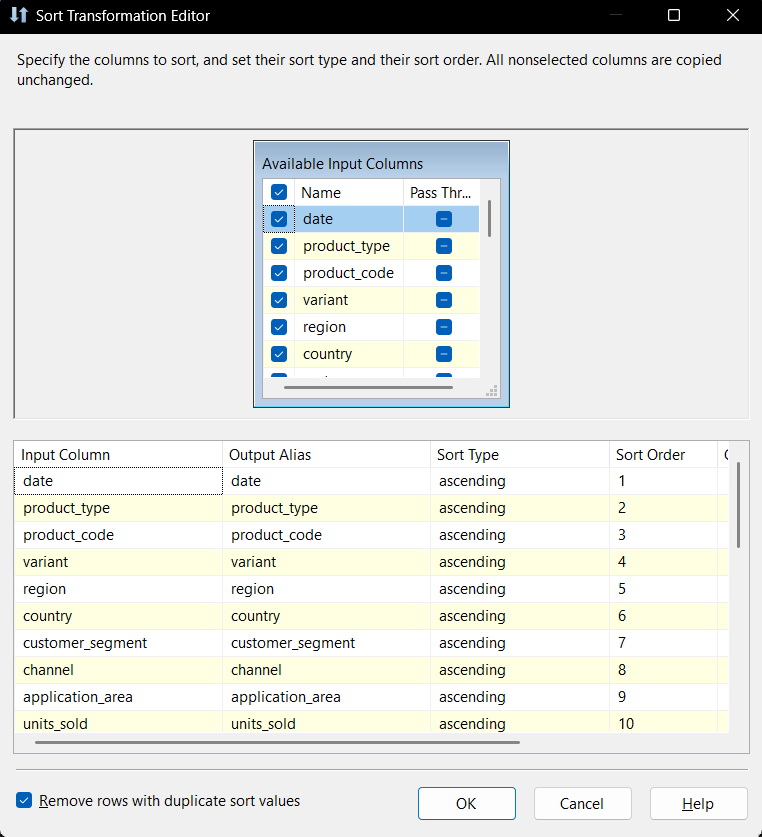 Sort Transformation Editor
Specify the columns to sort, and set their sort type and their sort order. All nonselected columns are copied
unchanged.
Available Input Columns
Name Pass Thr...
date
product_type
product_code
variant
region
country
Input Column Output Alias Sort Type Sort Order
date date ascending 1
product_type product_type ascending 2
product_code product_code ascending 3
variant variant ascending 4
region region ascending 5
country country ascending 6
customer_segment customer_segment ascending 7
channel channel ascending 8
application_area application_area ascending 9
units_sold units_sold ascending 10
Remove rows with duplicate sort values
OK Cancel Help